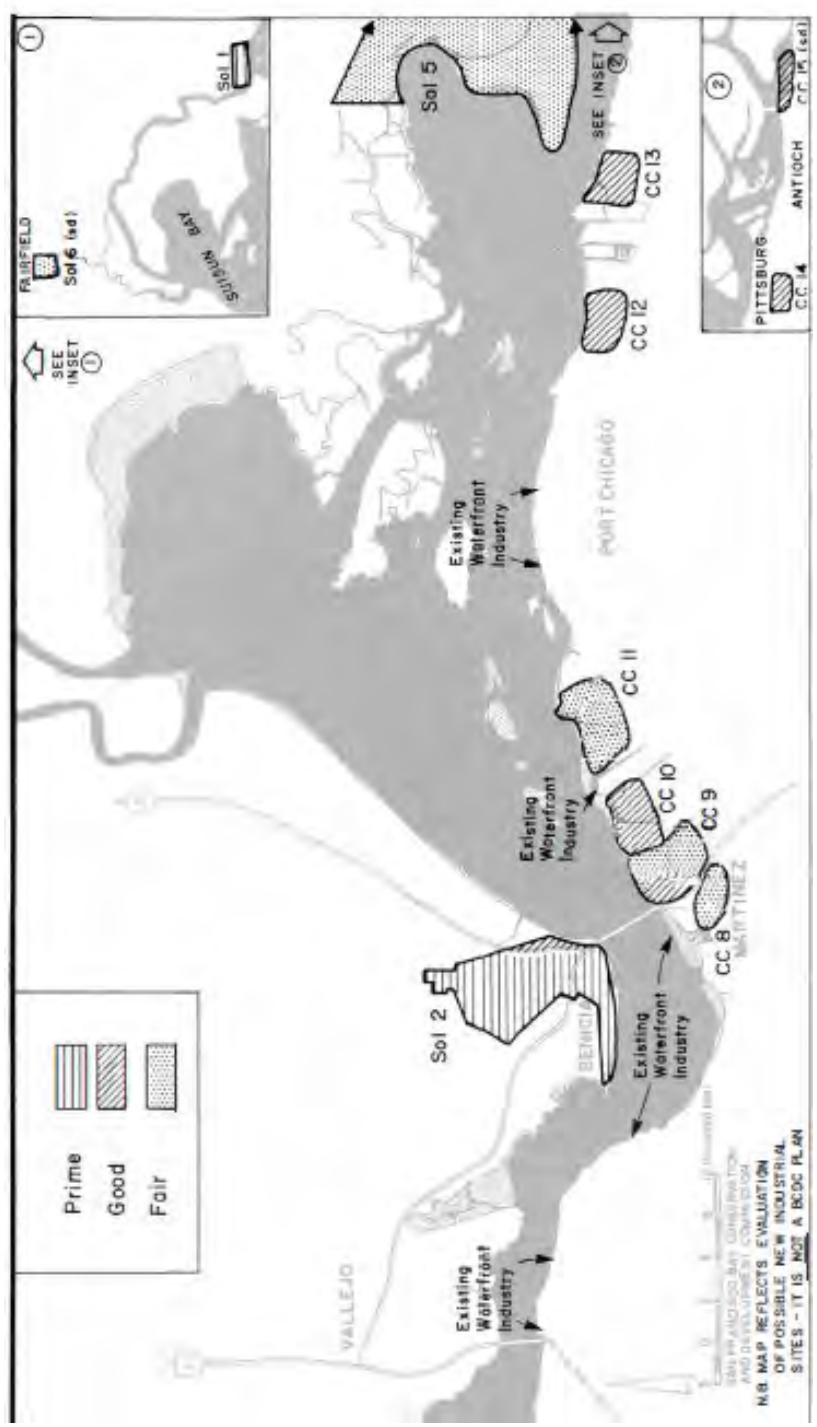 Prime
Good
Fair
VALLEJO
Existing
Waterfront
Industry
Sol 2
BENICIA
Existing
Waterfront
Industry
MARTINEZ
CC 8
CC 9
CC 10
CC 11
Existing
Waterfront
Industry
Existing
Waterfront
Industry
PORT CHICAGO
CC 12
CC 13
Sol 5
SEE
INSET
1
SEE INSET
2
1
FAIRFIELD
Sol 6 (sd)
SUISUN BAY
Sol 1
2
PITTSBURG
CC 14
ANTIOCH
CC 15 (sd)
SAN FRANCISCO BAY CONSERVATION
AND DEVELOPMENT COMMISSION
N.B. MAP REFLECTS EVALUATION
OF POSSIBLE NEW INDUSTRIAL
SITES - IT IS NOT A BCDC PLAN